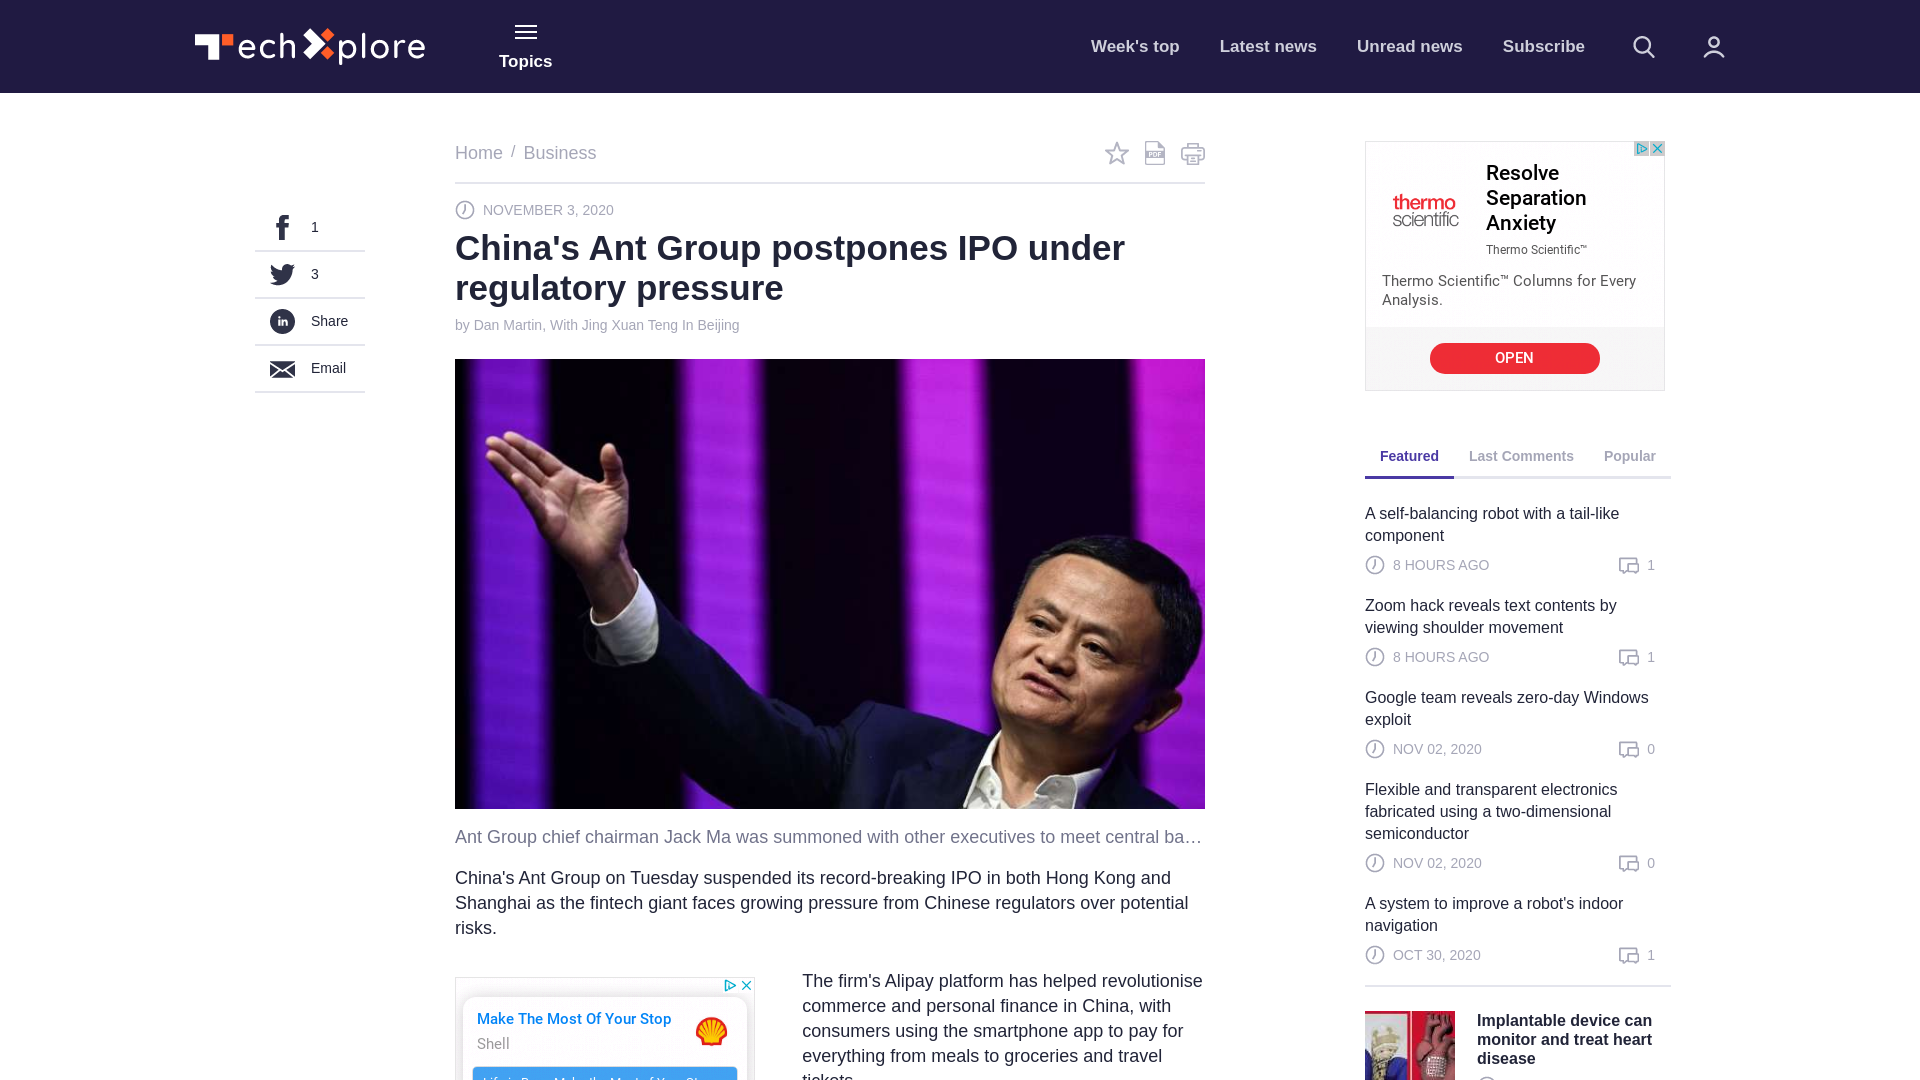 TechXplore
Topics
Week's top
Latest news
Unread news
Subscribe
Home / Business
PDF
1
3
Share
Email
NOVEMBER 3, 2020
China's Ant Group postpones IPO under
regulatory pressure
by Dan Martin, With Jing Xuan Teng In Beijing
Ant Group chief chairman Jack Ma was summoned with other executives to meet central ba…
China's Ant Group on Tuesday suspended its record-breaking IPO in both Hong Kong and
Shanghai as the fintech giant faces growing pressure from Chinese regulators over potential
risks.
Make The Most Of Your Stop
Shell
The firm's Alipay platform has helped revolutionise
commerce and personal finance in China, with
consumers using the smartphone app to pay for
everything from meals to groceries and travel
tickets.
thermo
scientific
Resolve
Separation
Anxiety
Thermo Scientific™
Thermo Scientific™ Columns for Every
Analysis.
OPEN
Featured
Last Comments
Popular
A self-balancing robot with a tail-like
component
8 HOURS AGO
1
Zoom hack reveals text contents by
viewing shoulder movement
8 HOURS AGO
1
Google team reveals zero-day Windows
exploit
NOV 02, 2020
0
Flexible and transparent electronics
fabricated using a two-dimensional
semiconductor
NOV 02, 2020
0
A system to improve a robot's indoor
navigation
OCT 30, 2020
1
Implantable device can
monitor and treat heart
disease